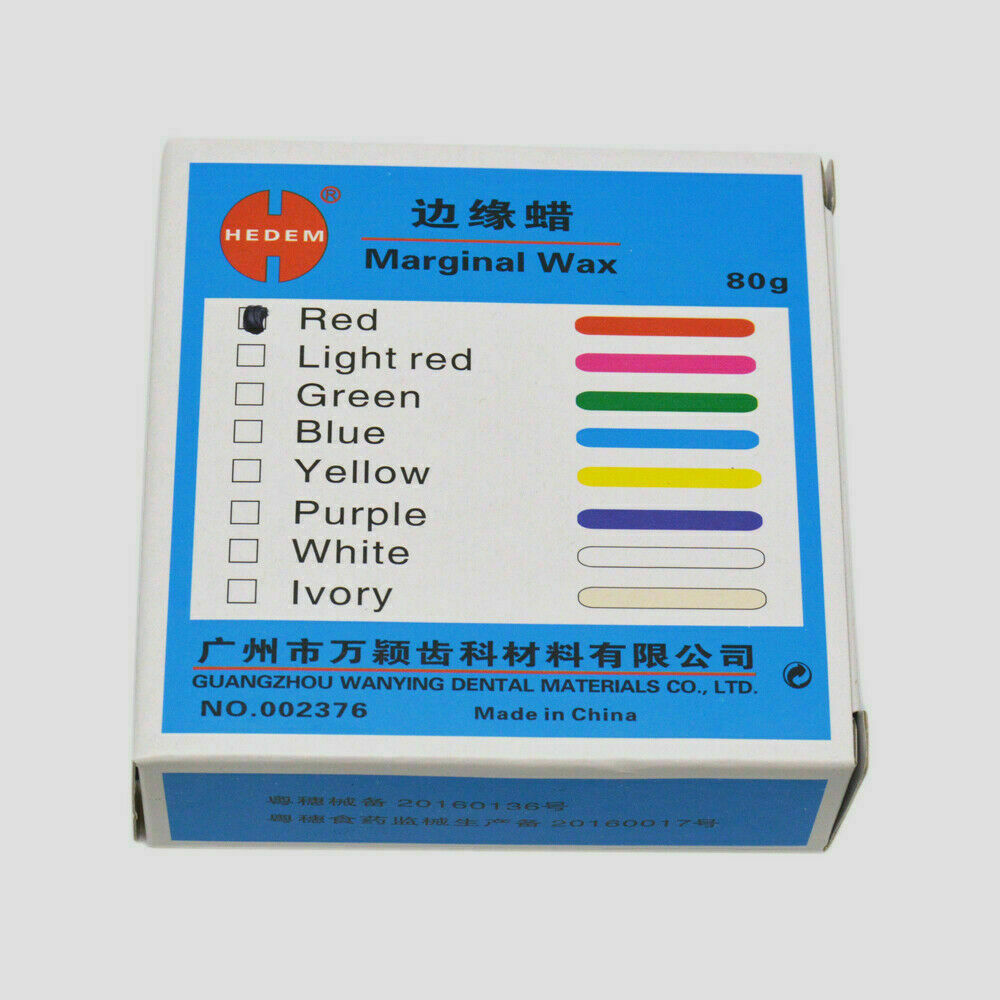 HEDEM ®
边缘蜡
Marginal Wax
80g
Red
Light red
Green
Blue
Yellow
Purple
White
Ivory
广州市万颖齿科材料有限公司
GUANGZHOU WANYING DENTAL MATERIALS CO., LTD.
NO.002376 Made in China
粤穗械备 20160136号
粤穗食药监械生产备 20160017号